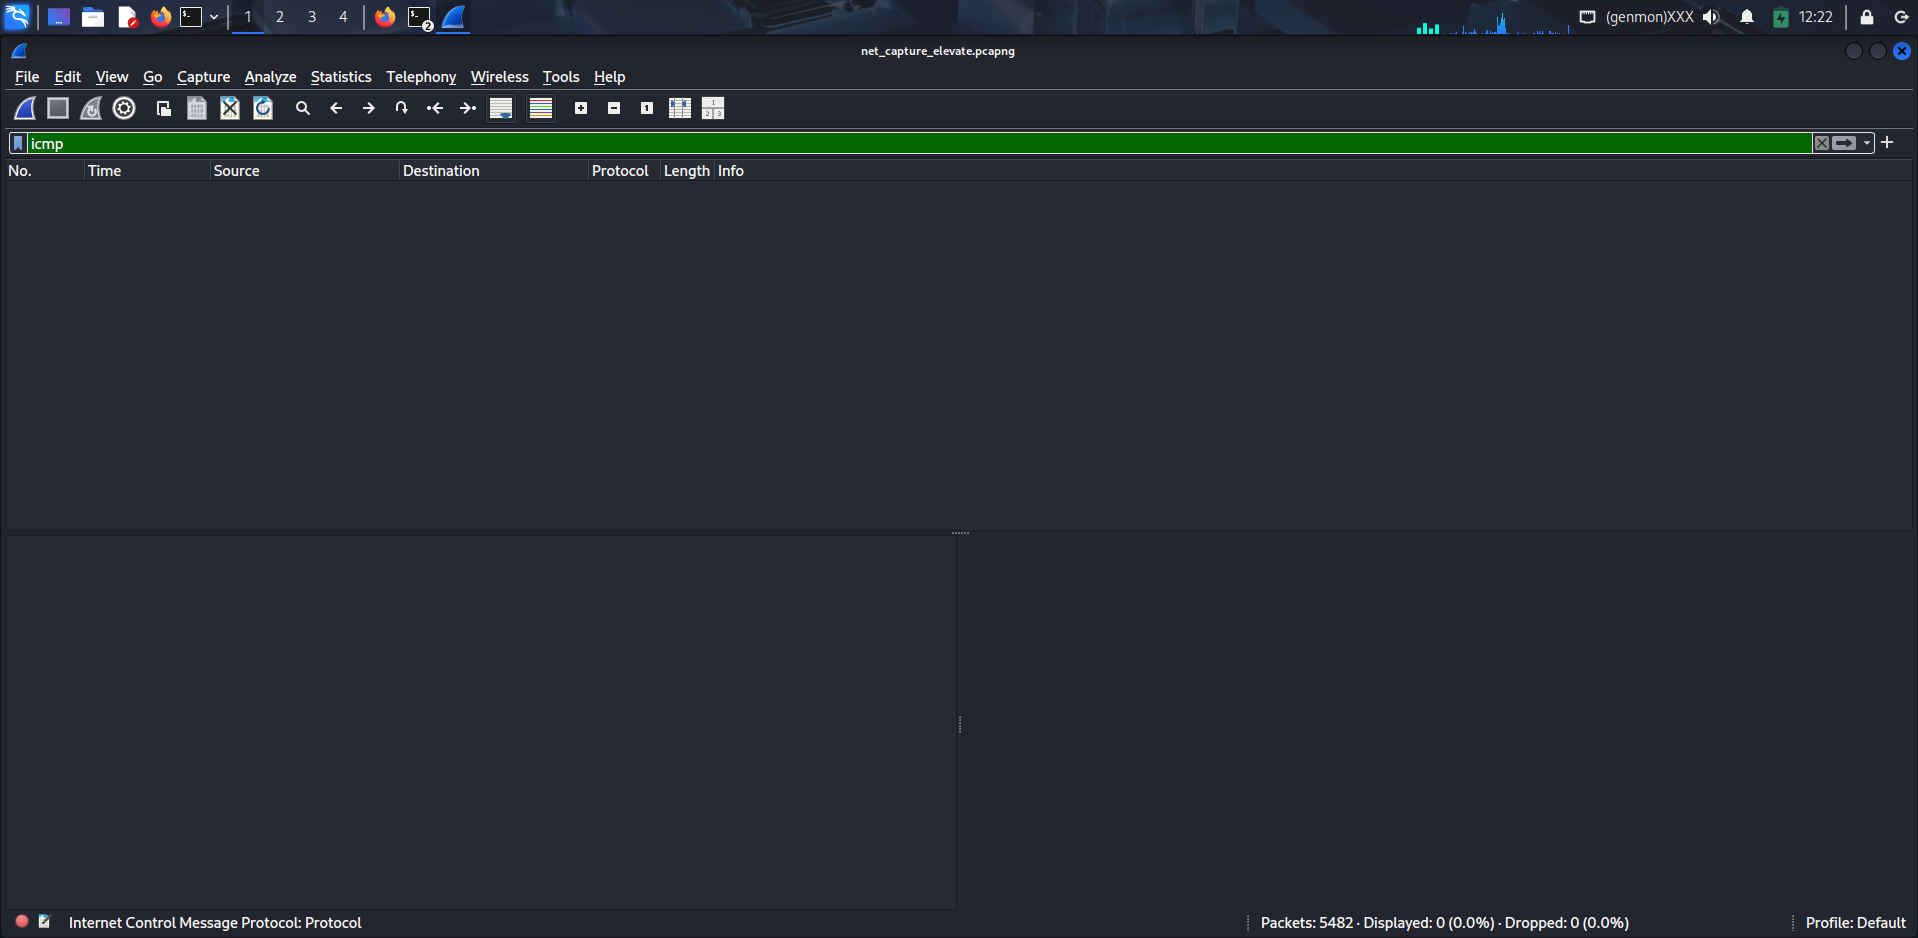 1 2 3 4 2 (genmon)XXX 12:22
net_capture_elevate.pcapng
File Edit View Go Capture Analyze Statistics Telephony Wireless Tools Help
icmp
No. Time Source Destination Protocol Length Info
Internet Control Message Protocol: Protocol Packets: 5482 · Displayed: 0 (0.0%) · Dropped: 0 (0.0%) Profile: Default